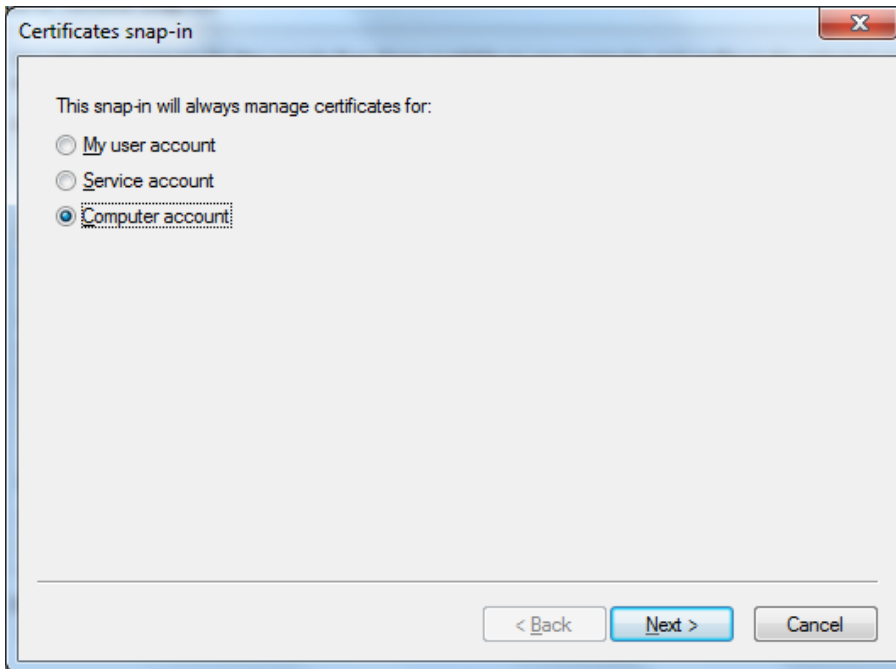 Certificates snap-in
This snap-in will always manage certificates for:
My user account
Service account
Computer account
< Back
Next >
Cancel